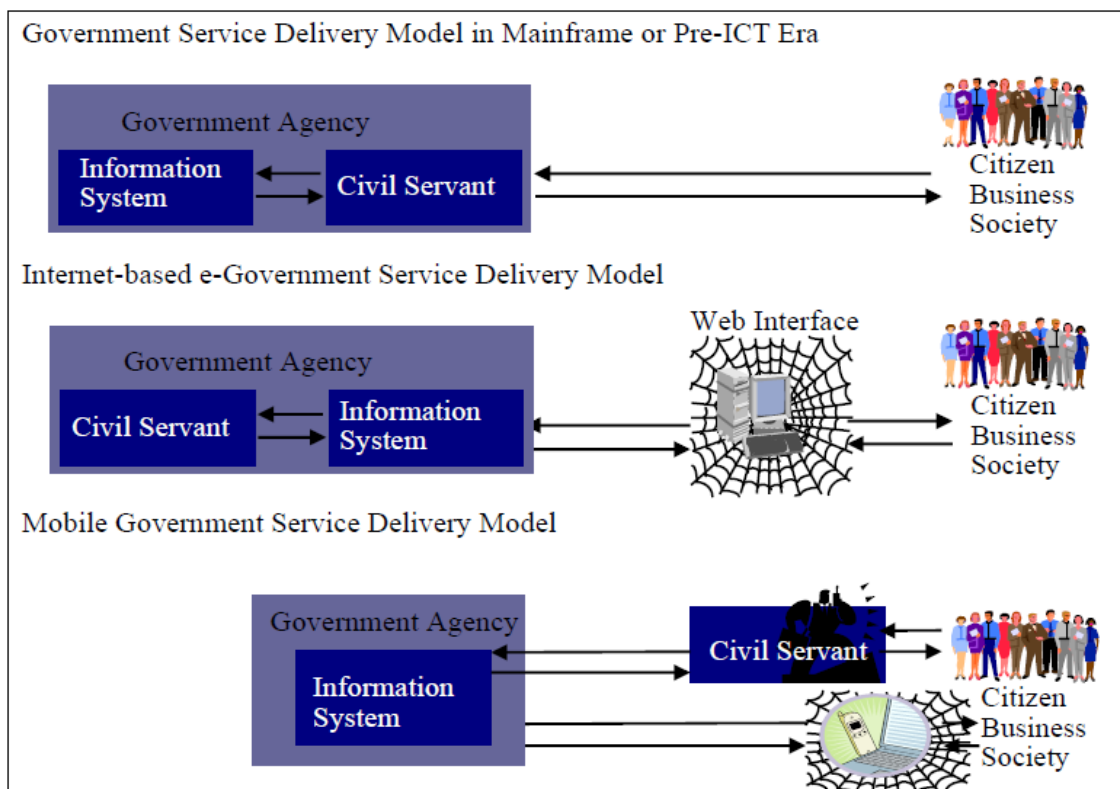 Government Service Delivery Model in Mainframe or Pre-ICT Era
Government Agency
Information
System
Civil Servant
Citizen
Business
Society
Internet-based e-Government Service Delivery Model
Web Interface
Government Agency
Civil Servant
Information
System
Citizen
Business
Society
Mobile Government Service Delivery Model
Government Agency
Information
System
Civil Servant
Citizen
Business
Society